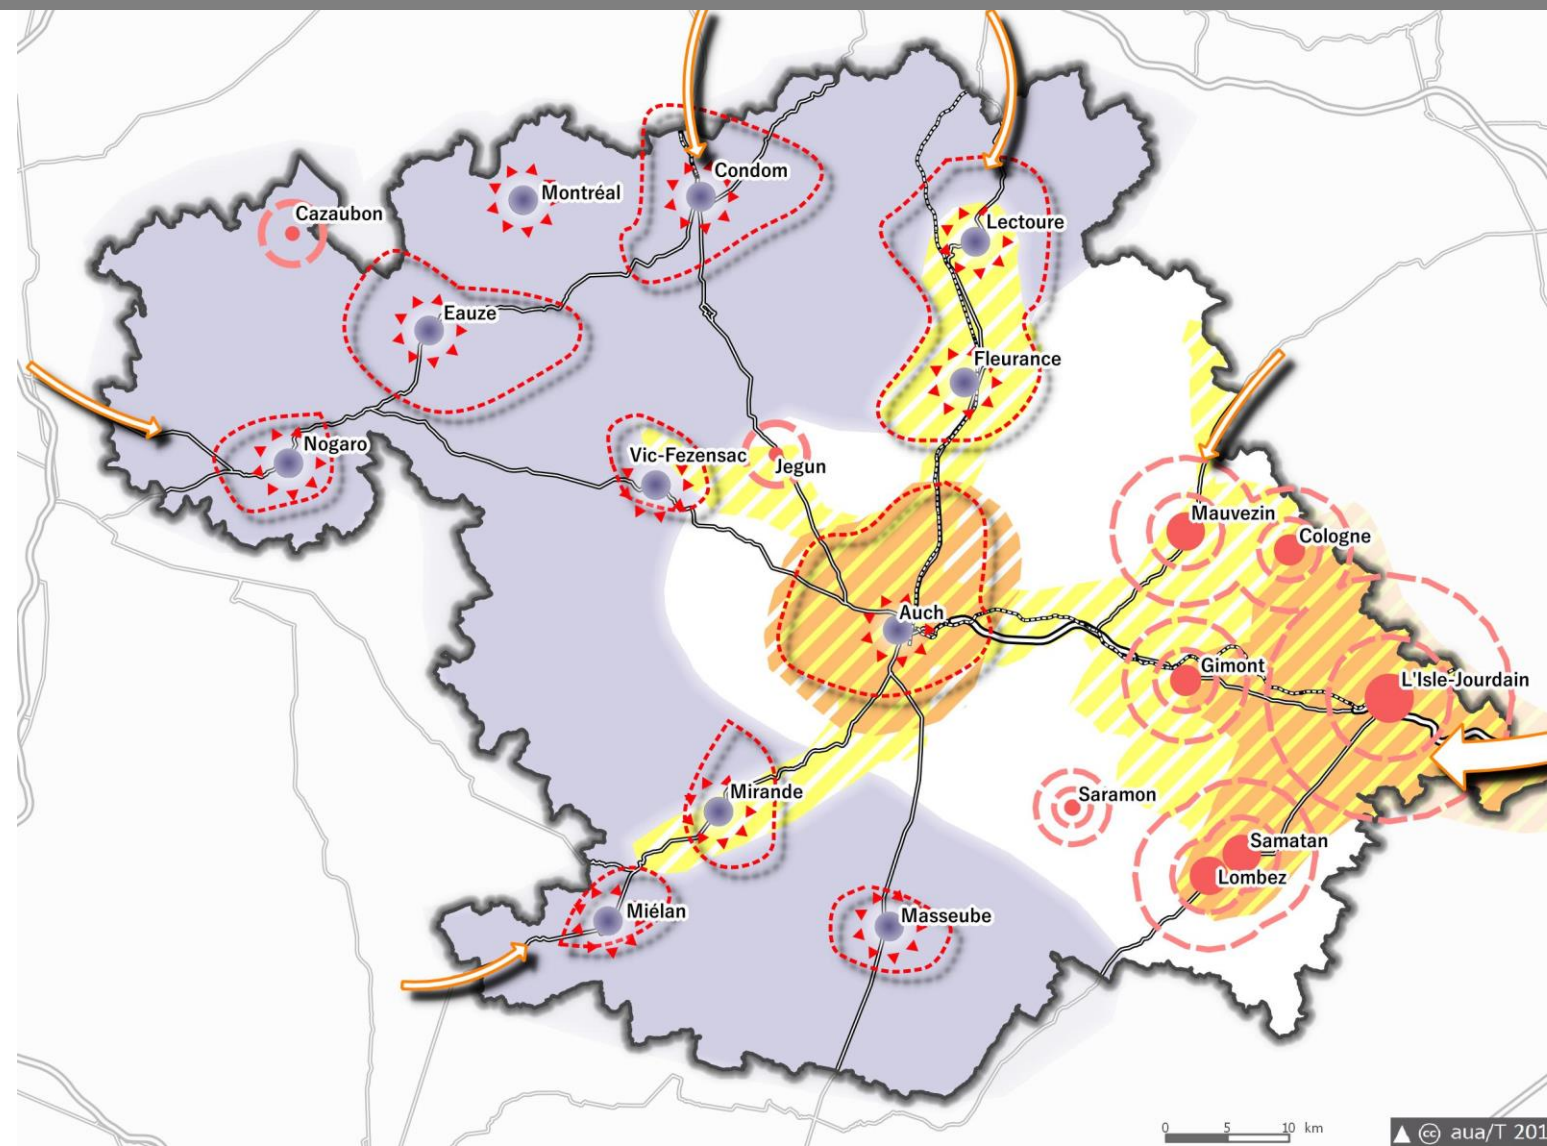 Condom
Montréal
Cazaubon
Lectoure
Eauze
Fleurance
Nogaro
Vic-Fezensac
Jegun
Mauvezin
Cologne
Auch
Gimont
L'Isle-Jourdain
Mirande
Saramon
Samatan
Lombez
Miélan
Masseube
0 5 10 km
cc aua/T 201